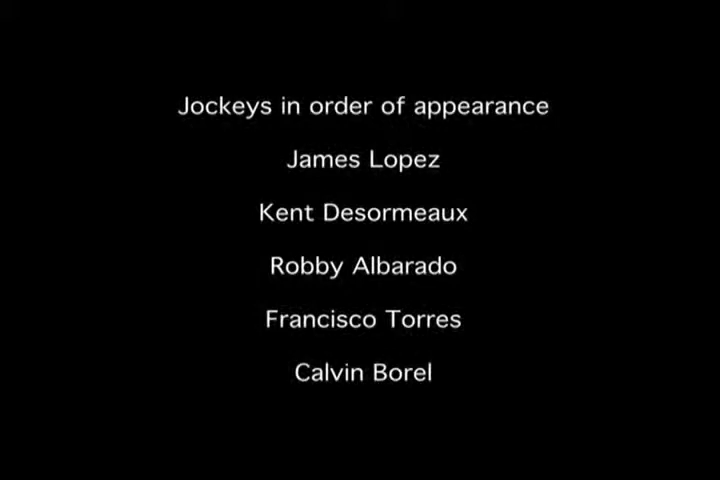 Jockeys in order of appearance
James Lopez
Kent Desormeaux
Robby Albarado
Francisco Torres
Calvin Borel